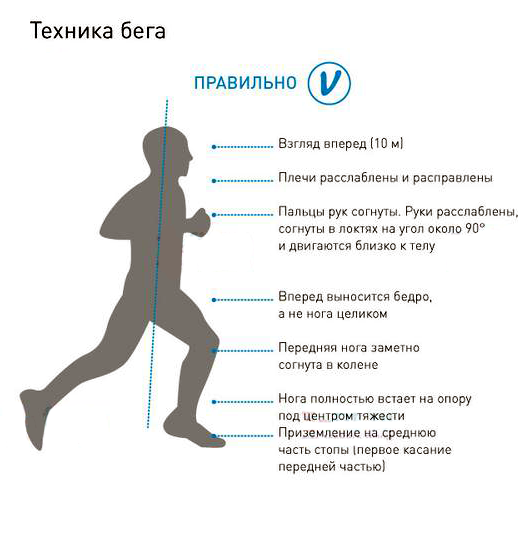 Техника бега
ПРАВИЛЬНО V
Взгляд вперед (10 м)
Плечи расслаблены и расправлены
Пальцы рук согнуты. Руки расслаблены,
согнуты в локтях на угол около 90°
и двигаются близко к телу
Вперед выносится бедро,
а не нога целиком
Передняя нога заметно
согнута в колене
Нога полностью встает на опору
под центром тяжести
Приземление на среднюю
часть стопы (первое касание
передней частью)